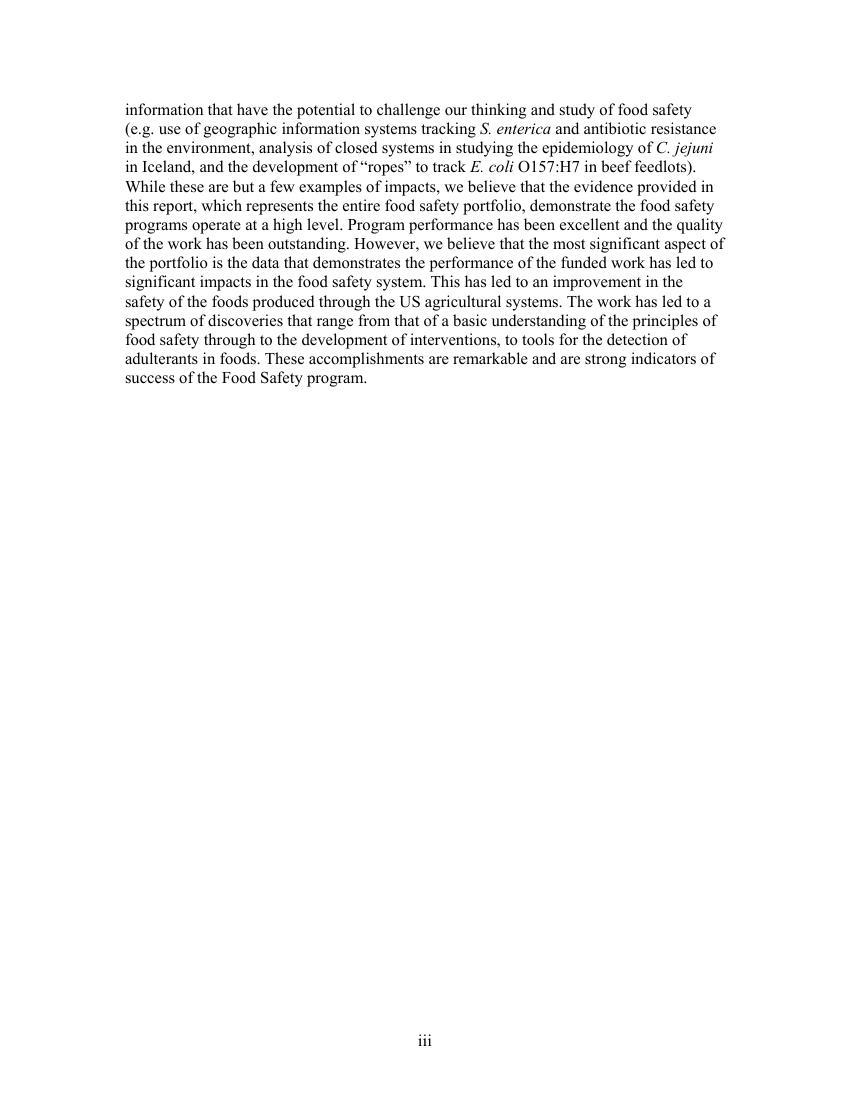 information that have the potential to challenge our thinking and study of food safety
(e.g. use of geographic information systems tracking S. enterica and antibiotic resistance
in the environment, analysis of closed systems in studying the epidemiology of C. jejuni
in Iceland, and the development of “ropes” to track E. coli O157:H7 in beef feedlots).
While these are but a few examples of impacts, we believe that the evidence provided in
this report, which represents the entire food safety portfolio, demonstrate the food safety
programs operate at a high level. Program performance has been excellent and the quality
of the work has been outstanding. However, we believe that the most significant aspect of
the portfolio is the data that demonstrates the performance of the funded work has led to
significant impacts in the food safety system. This has led to an improvement in the
safety of the foods produced through the US agricultural systems. The work has led to a
spectrum of discoveries that range from that of a basic understanding of the principles of
food safety through to the development of interventions, to tools for the detection of
adulterants in foods. These accomplishments are remarkable and are strong indicators of
success of the Food Safety program.
iii